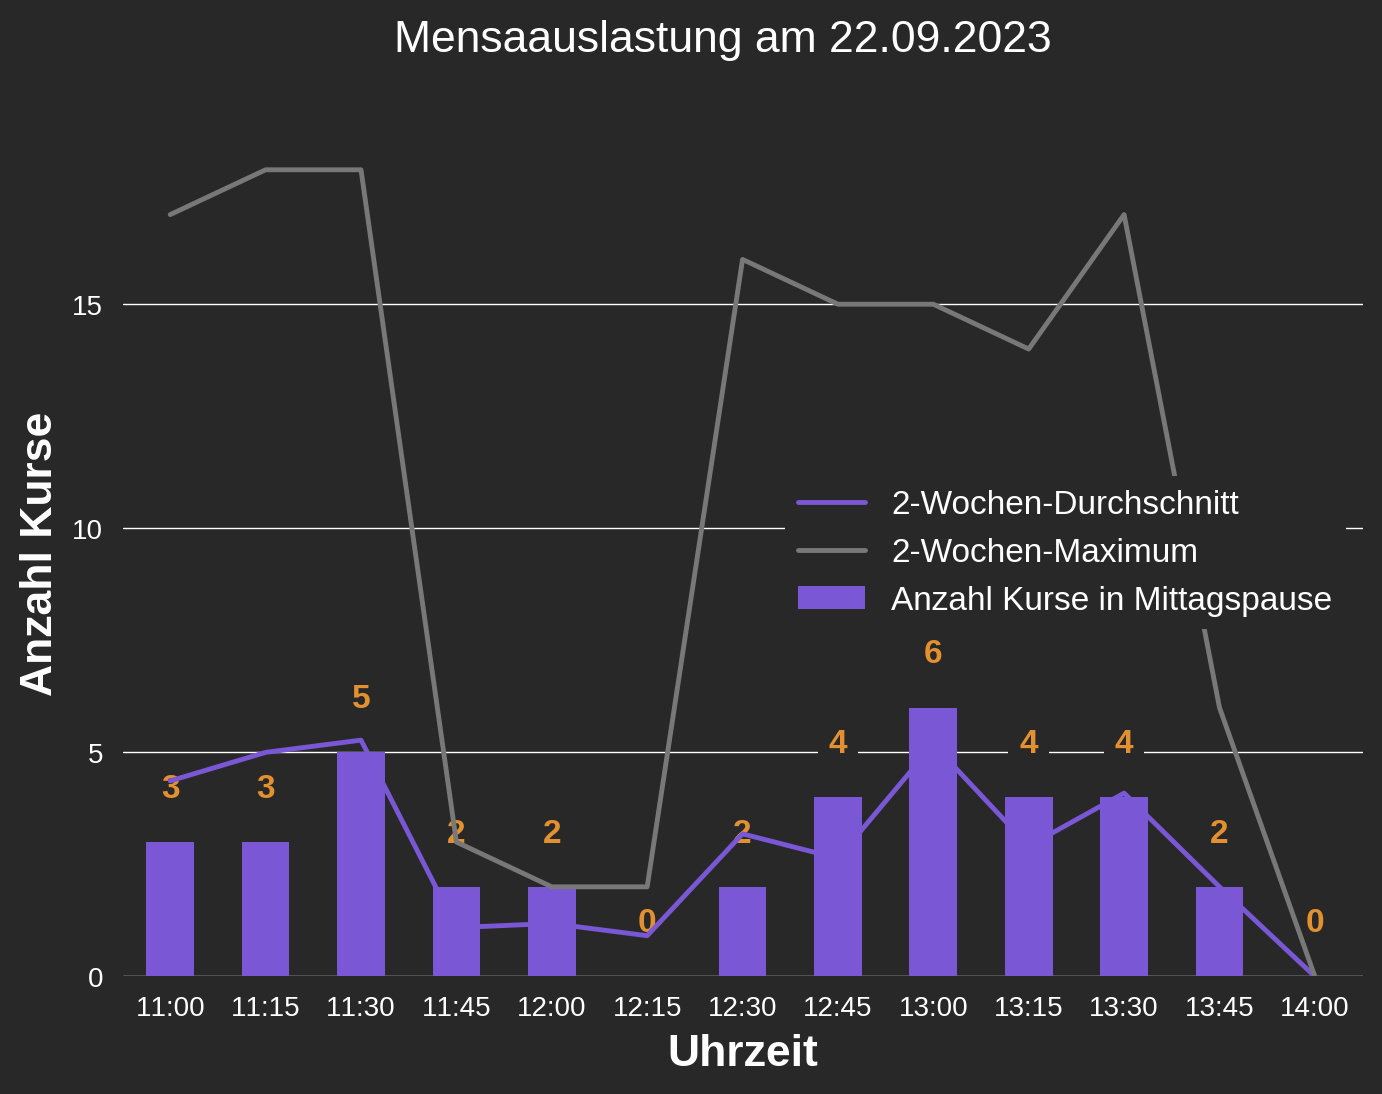 Mensaauslastung am 22.09.2023
Anzahl Kurse
15
10
5
0
2-Wochen-Durchschnitt
2-Wochen-Maximum
Anzahl Kurse in Mittagspause
3
3
5
2
2
0
2
4
6
4
4
2
0
11:00 11:15 11:30 11:45 12:00 12:15 12:30 12:45 13:00 13:15 13:30 13:45 14:00
Uhrzeit